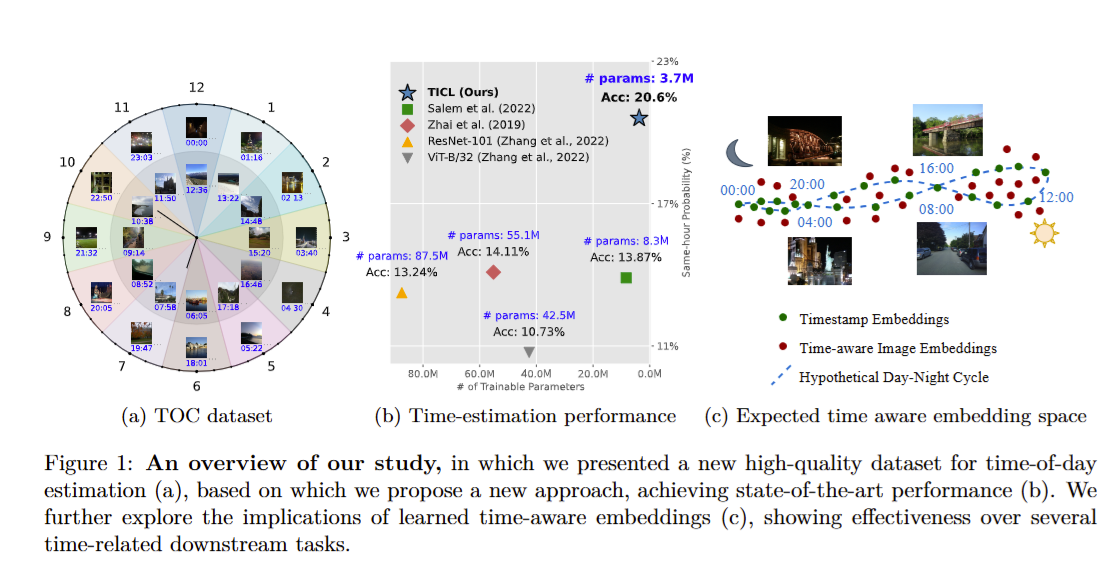 12
11
1
00:00
23:03
01:16
10
2
12:36
22:50
11:50
13:22
02 13
10:38
14:48
9
3
21:32
09:14
15:20
03:40
08:52
16:46
20:05
07:58
06:05
17:18
04 30
8
4
19:47
05:22
18:01
7
5
6
(a) TOC dataset
23%
# params: 3.7M
Acc: 20.6%
TICL (Ours)
Salem et al. (2022)
Zhai et al. (2019)
ResNet-101 (Zhang et al., 2022)
ViT-B/32 (Zhang et al., 2022)
17%
Same-hour Probability (%)
# params: 55.1M
Acc: 14.11%
# params: 8.3M
Acc: 13.87%
# params: 87.5M
Acc: 13.24%
# params: 42.5M
Acc: 10.73%
11%
80.0M 60.0M 40.0M 20.0M 0.0M
# of Trainable Parameters
(b) Time-estimation performance
16:00
00:00
20:00
12:00
08:00
04:00
Timestamp Embeddings
Time-aware Image Embeddings
Hypothetical Day-Night Cycle
(c) Expected time aware embedding space
Figure 1: An overview of our study, in which we presented a new high-quality dataset for time-of-day
estimation (a), based on which we propose a new approach, achieving state-of-the-art performance (b). We
further explore the implications of learned time-aware embeddings (c), showing effectiveness over several
time-related downstream tasks.